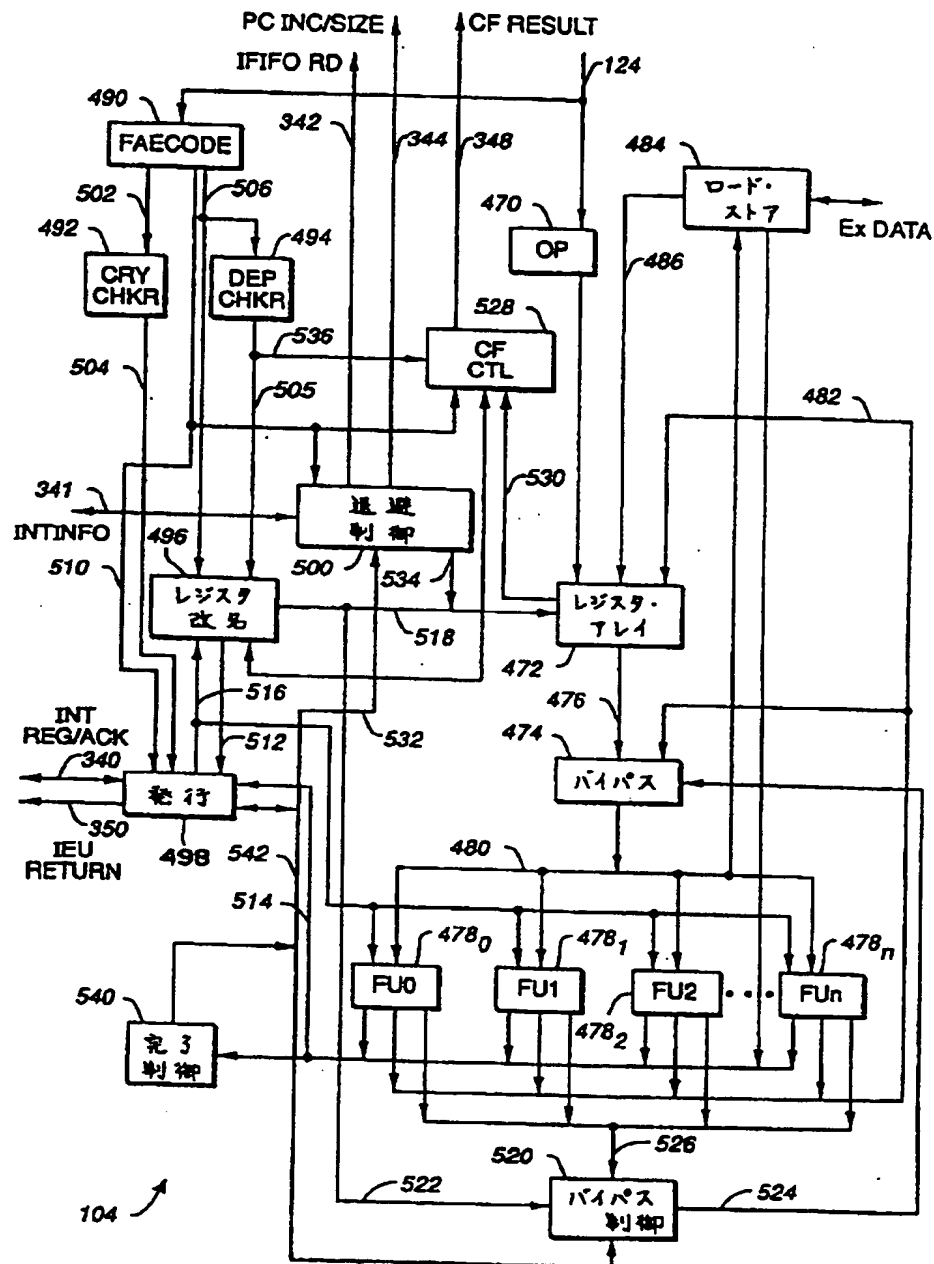 PC INC/SIZE
CF RESULT
IFIFO RD
124
490
342
344
348
484
FAECODE
ロード・
ストア
502
506
470
Ex DATA
492
494
OP
486
CRY
CHKR
DEP
CHKR
528
536
CF
CTL
504
505
482
341
530
INTINFO
退避
制御
496
500
534
510
レジスタ
改名
518
レジスタ・
アレイ
472
516
476
INT
REG/ACK
512
532
474
340
発行
バイパス
350
498
IEU
RETURN
542
480
514
478₀
478₁
478ₙ
FU0
FU1
FU2
FUn
540
478₂
完了
制御
526
520
522
バイパス
制御
524
104